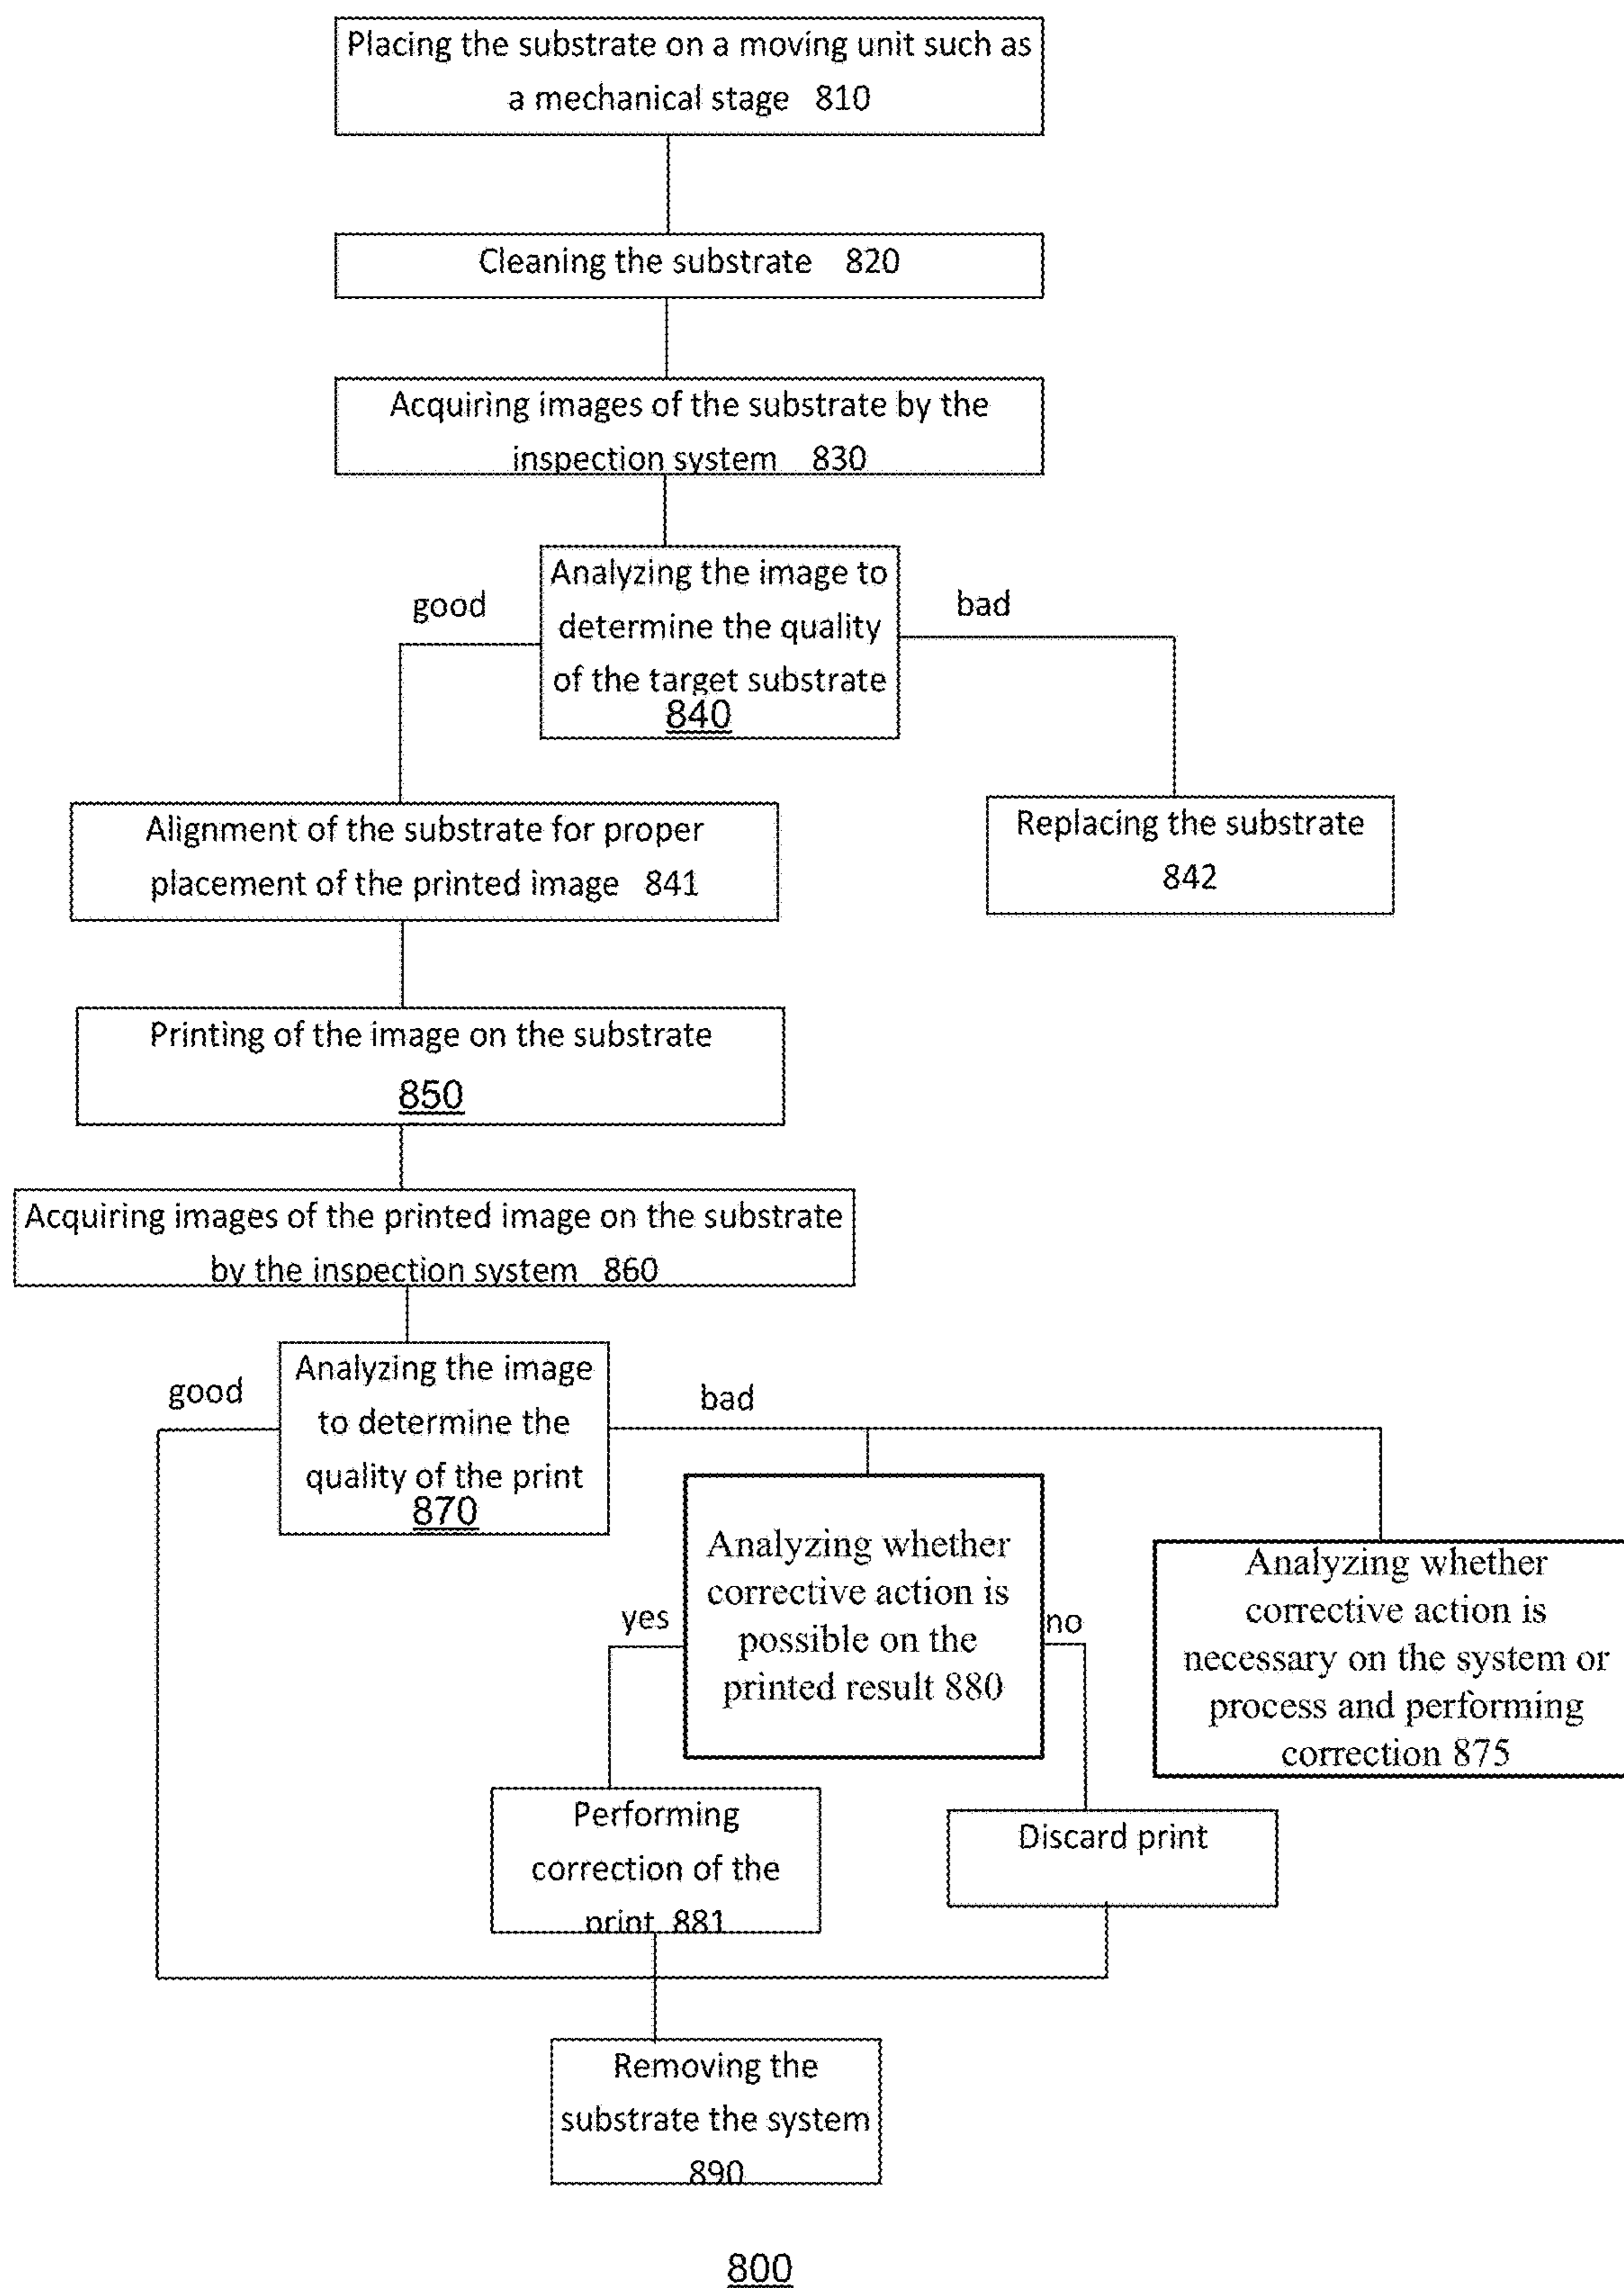 Placing the substrate on a moving unit such as
a mechanical stage 810
Cleaning the substrate 820
Acquiring images of the substrate by the
inspection system 830
good
Analyzing the image to
determine the quality
of the target substrate
840
bad
Alignment of the substrate for proper
placement of the printed image 841
Replacing the substrate
842
Printing of the image on the substrate
850
Acquiring images of the printed image on the substrate
by the inspection system 860
good
Analyzing the image
to determine the
quality of the print
870
bad
yes
Analyzing whether
corrective action is
possible on the
printed result 880
no
Analyzing whether
corrective action is
necessary on the system or
process and performing
correction 875
Performing
correction of the
print 881
Discard print
Removing the
substrate the system
890
800